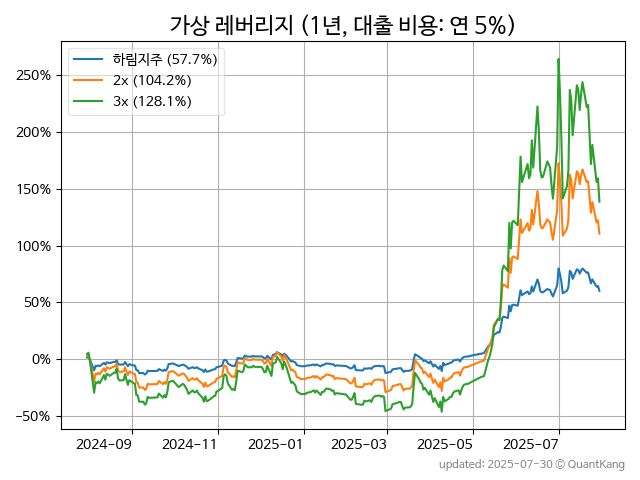 가상 레버리지 (1년, 대출 비용: 연 5%)
하림지주 (57.7%)
2x (104.2%)
3x (128.1%)
250%
200%
150%
100%
50%
0%
−50%
2024-09
2024-11
2025-01
2025-03
2025-05
2025-07
updated: 2025-07-30 © QuantKang